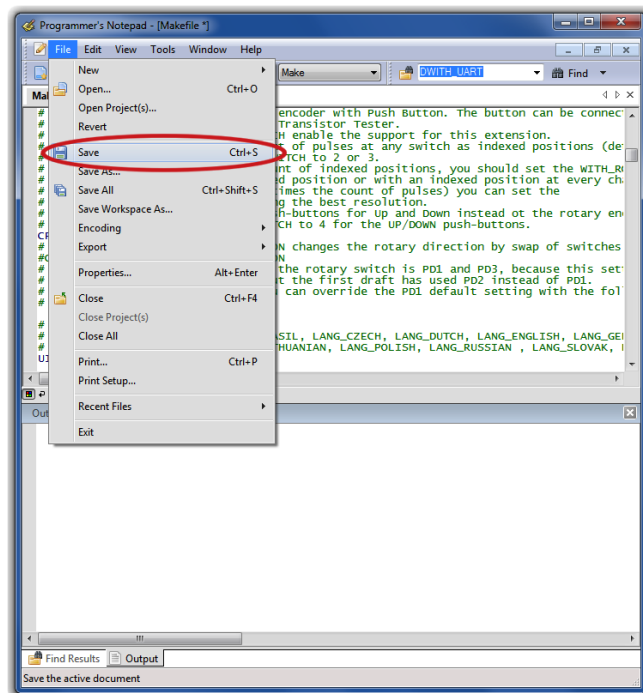 Programmer's Notepad - [Makefile *]
File Edit View Tools Window Help
Make DWITH_UART Find
New
Open... Ctrl+O
Open Project(s)...
Revert
Save Ctrl+S
Save As...
Save All Ctrl+Shift+S
Save Workspace As...
Encoding
Export
Properties... Alt+Enter
Close Ctrl+F4
Close Project(s)
Close All
Print... Ctrl+P
Print Setup...
Recent Files
Exit
# encoder with Push Button. The button can be connec
# Transistor Tester.
# enable the support for this extension.
# of pulses at any switch as indexed positions (de
# to 2 or 3.
# of indexed positions, you should set the WITH_R
# position or with an indexed position at every ch
# times the count of pulses) you can set the
# the best resolution.
# for Up and Down instead ot the rotary en
# to 4 for the UP/DOWN push-buttons.
# changes the rotary direction by swap of switches
# the rotary switch is PD1 and PD3, because this set
# the first draft has used PD2 instead of PD1.
# can override the PD1 default setting with the fol
#
# LANG_CZECH, LANG_DUTCH, LANG_ENGLISH,
# LANG_POLISH, LANG_RUSSIAN , LANG_SLOVAK,
UI
Find Results Output
Save the active document